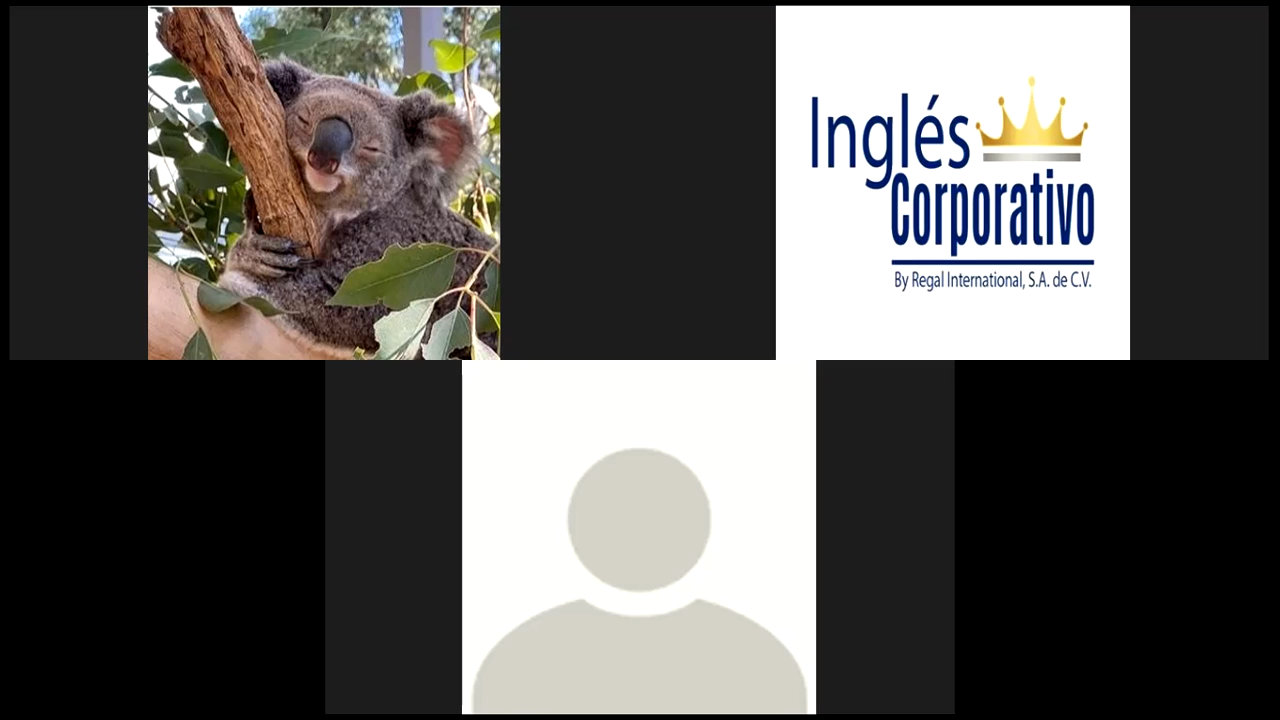 Inglés
Corporativo
By Regal International, S.A. de C.V.